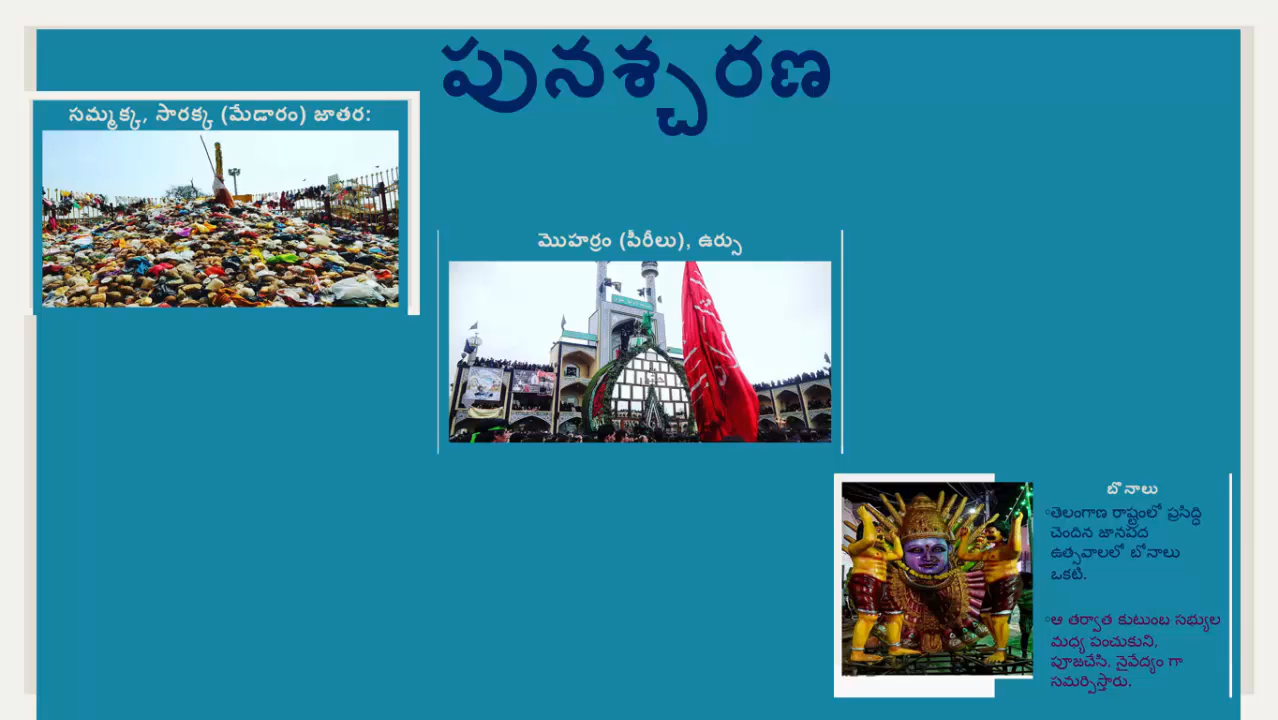 పునశ్చరణ
సమ్మక్క, సారక్క (మేడారం) జాతర:
మొహర్రం (పీరీలు), ఉర్సు
బోనాలు
◦తెలంగాణ రాష్ట్రంలో ప్రసిద్ధి
చెందిన జానపద
ఉత్సవాలలో బోనాలు
ఒకటి.
◦ఆ తర్వాత కుటుంబ సభ్యుల
మధ్య పంచుకుని,
పూజచేసి, నైవేద్యం గా
సమర్పిస్తారు.